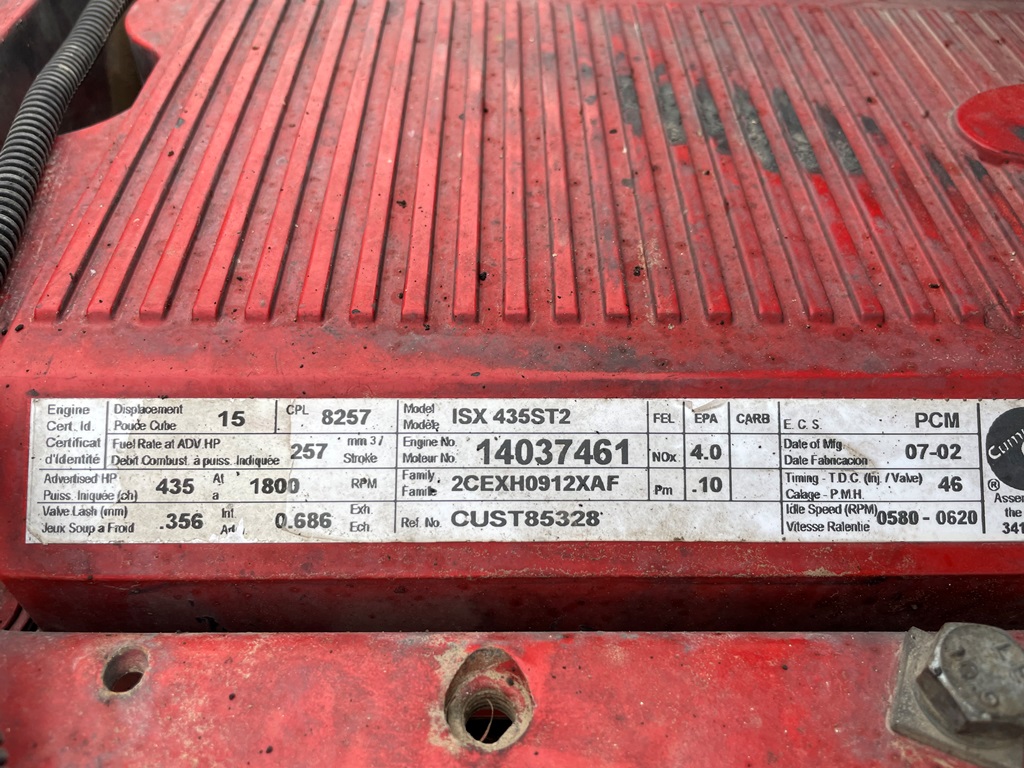 Engine
Cert. Id.
Certificat
d'Identité
Displacement
Pouce Cube
15
CPL 8257
Fuel Rate at ADV HP
Debit Combust. à puiss. Indiquée
257
mm 3 /
Stroke
Advertised HP
Puiss. Iniquée (ch)
435
At
a
1800
RPM
Valve Lash (mm)
Jeux Soup a Froid
.356
Int.
Ad.
0.686
Exh.
Ech.
Model
Modèle
ISX 435ST2
Engine No.
Moteur No.
14037461
Family
Famile
2CEXH0912XAF
Ref. No. CUST85328
FEL EPA CARB
NOx 4.0
Pm .10
E. C. S. PCM
Date of Mfg
Date Fabricacion
07-02
Timing - T.D.C. (Inj. / Valve)
Calage - P.M.H.
46
Idle Speed (RPM)
Vitesse Ralentie
0580 - 0620
®
10.9